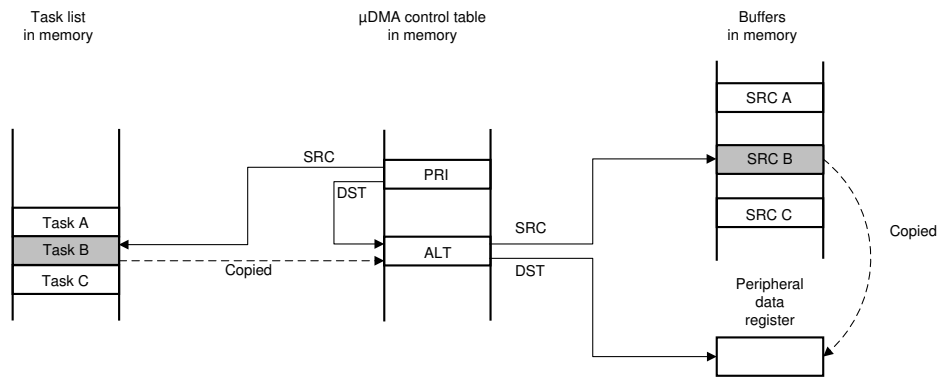 Task list
in memory
µDMA control table
in memory
Buffers
in memory
SRC A
SRC
SRC B
PRI
DST
Task A
SRC C
SRC
Task B
ALT
Copied
Copied
DST
Task C
Peripheral
data
register